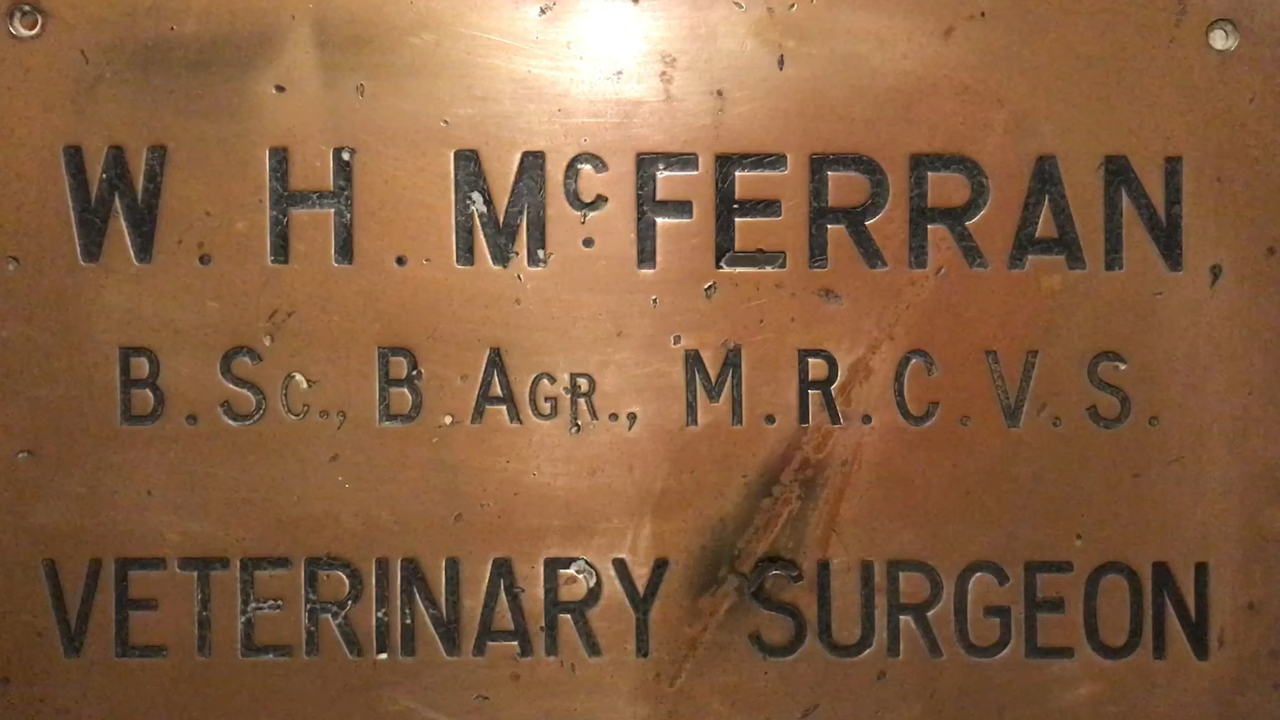 W. H. McFERRAN,
B.Sc., B.Agr., M.R.C.V.S.
VETERINARY SURGEON